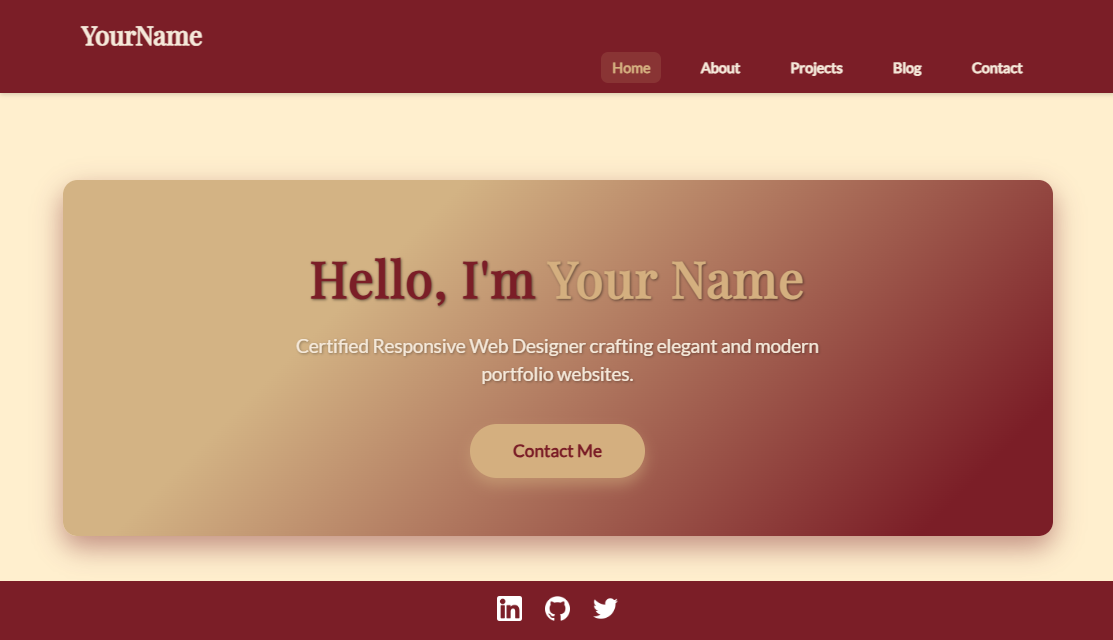 YourName
Home About Projects Blog Contact
Hello, I'm Your Name
Certified Responsive Web Designer crafting elegant and modern
portfolio websites.
Contact Me
in